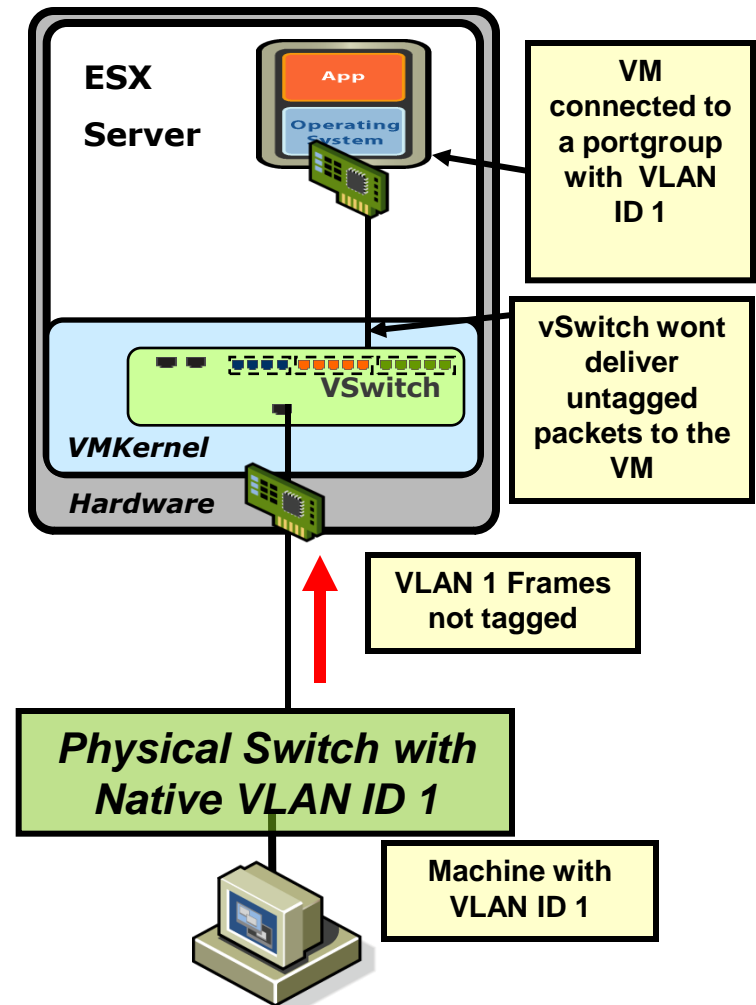 ESX
Server
App
Operating
System
VM
connected to
a portgroup
with VLAN
ID 1
vSwitch wont
deliver
untagged
packets to the
VM
VSwitch
VMKernel
Hardware
VLAN 1 Frames
not tagged
Physical Switch with
Native VLAN ID 1
Machine with
VLAN ID 1